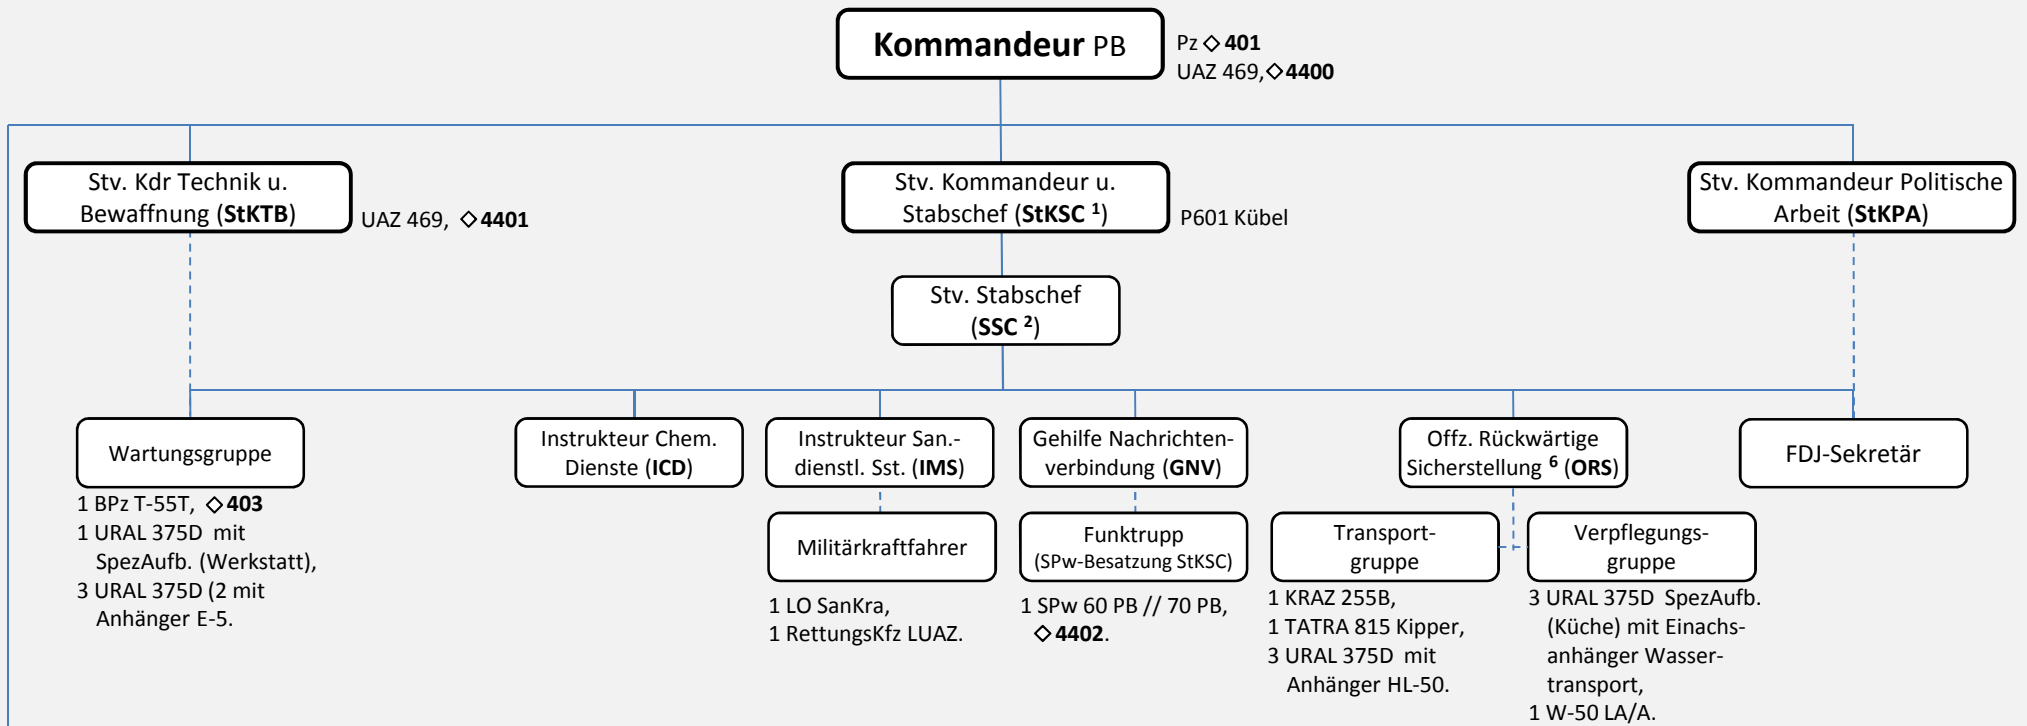 Kommandeur PB
Pz ◇ 401
UAZ 469, ◇ 4400
Stv. Kdr Technik u.
Bewaffnung (StKTB)
UAZ 469, ◇ 4401
Stv. Kommandeur u.
Stabschef (StKSC ¹)
P601 Kübel
Stv. Kommandeur Politische
Arbeit (StKPA)
Stv. Stabschef
(SSC ²)
Wartungsgruppe
1 BPz T-55T, ◇ 403
1 URAL 375D mit
SpezAufb. (Werkstatt),
3 URAL 375D (2 mit
Anhänger E-5.
Instrukteur Chem.
Dienste (ICD)
Instrukteur San.-
dienstl. Sst. (IMS)
Militärkraftfahrer
1 LO SanKra,
1 RettungsKfz LUAZ.
Gehilfe Nachrichten-
verbindung (GNV)
Funktrupp
(SPw-Besatzung StKSC)
1 SPw 60 PB // 70 PB,
◇ 4402.
Offz. Rückwärtige
Sicherstellung ⁶ (ORS)
Transport-
gruppe
1 KRAZ 255B,
1 TATRA 815 Kipper,
3 URAL 375D mit
Anhänger HL-50.
Verpflegungs-
gruppe
3 URAL 375D SpezAufb.
(Küche) mit Einachs-
anhänger Wasser-
transport,
1 W-50 LA/A.
FDJ-Sekretär